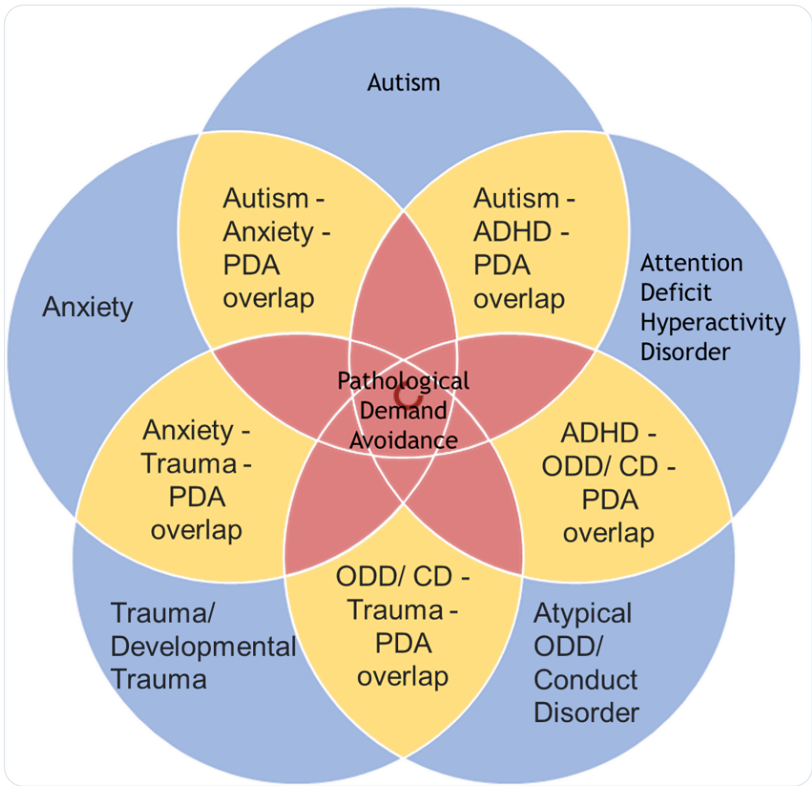 Autism
Autism -
Anxiety -
PDA
overlap
Autism -
ADHD -
PDA
overlap
Anxiety
Attention
Deficit
Hyperactivity
Disorder
Pathological
Demand
Avoidance
Anxiety -
Trauma -
PDA
overlap
ADHD -
ODD/ CD -
PDA
overlap
ODD/ CD -
Trauma -
PDA
overlap
Trauma/
Developmental
Trauma
Atypical
ODD/
Conduct
Disorder